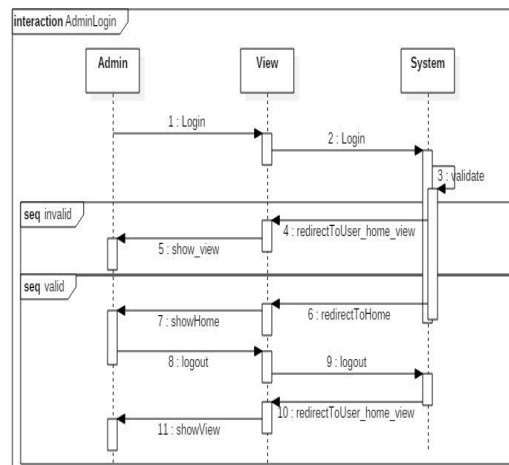 interaction AdminLogin
Admin
View
System
1 : Login
2 : Login
3 : validate
seq invalid
4 : redirectToUser_home_view
5 : show_view
seq valid
6 : redirectToHome
7 : showHome
8 : logout
9 : logout
10 : redirectToUser_home_view
11 : showView